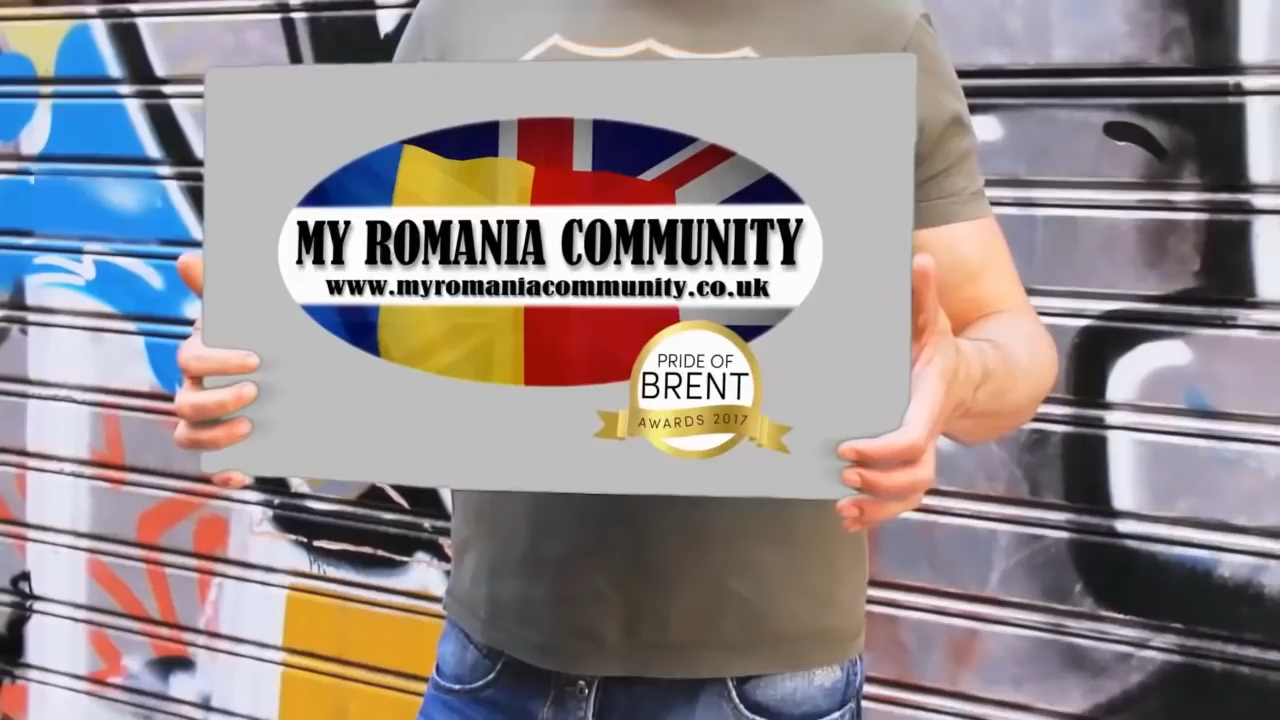 MY ROMANIA COMMUNITY
www.myromaniacommunity.co.uk
PRIDE OF
BRENT
AWARDS 2017